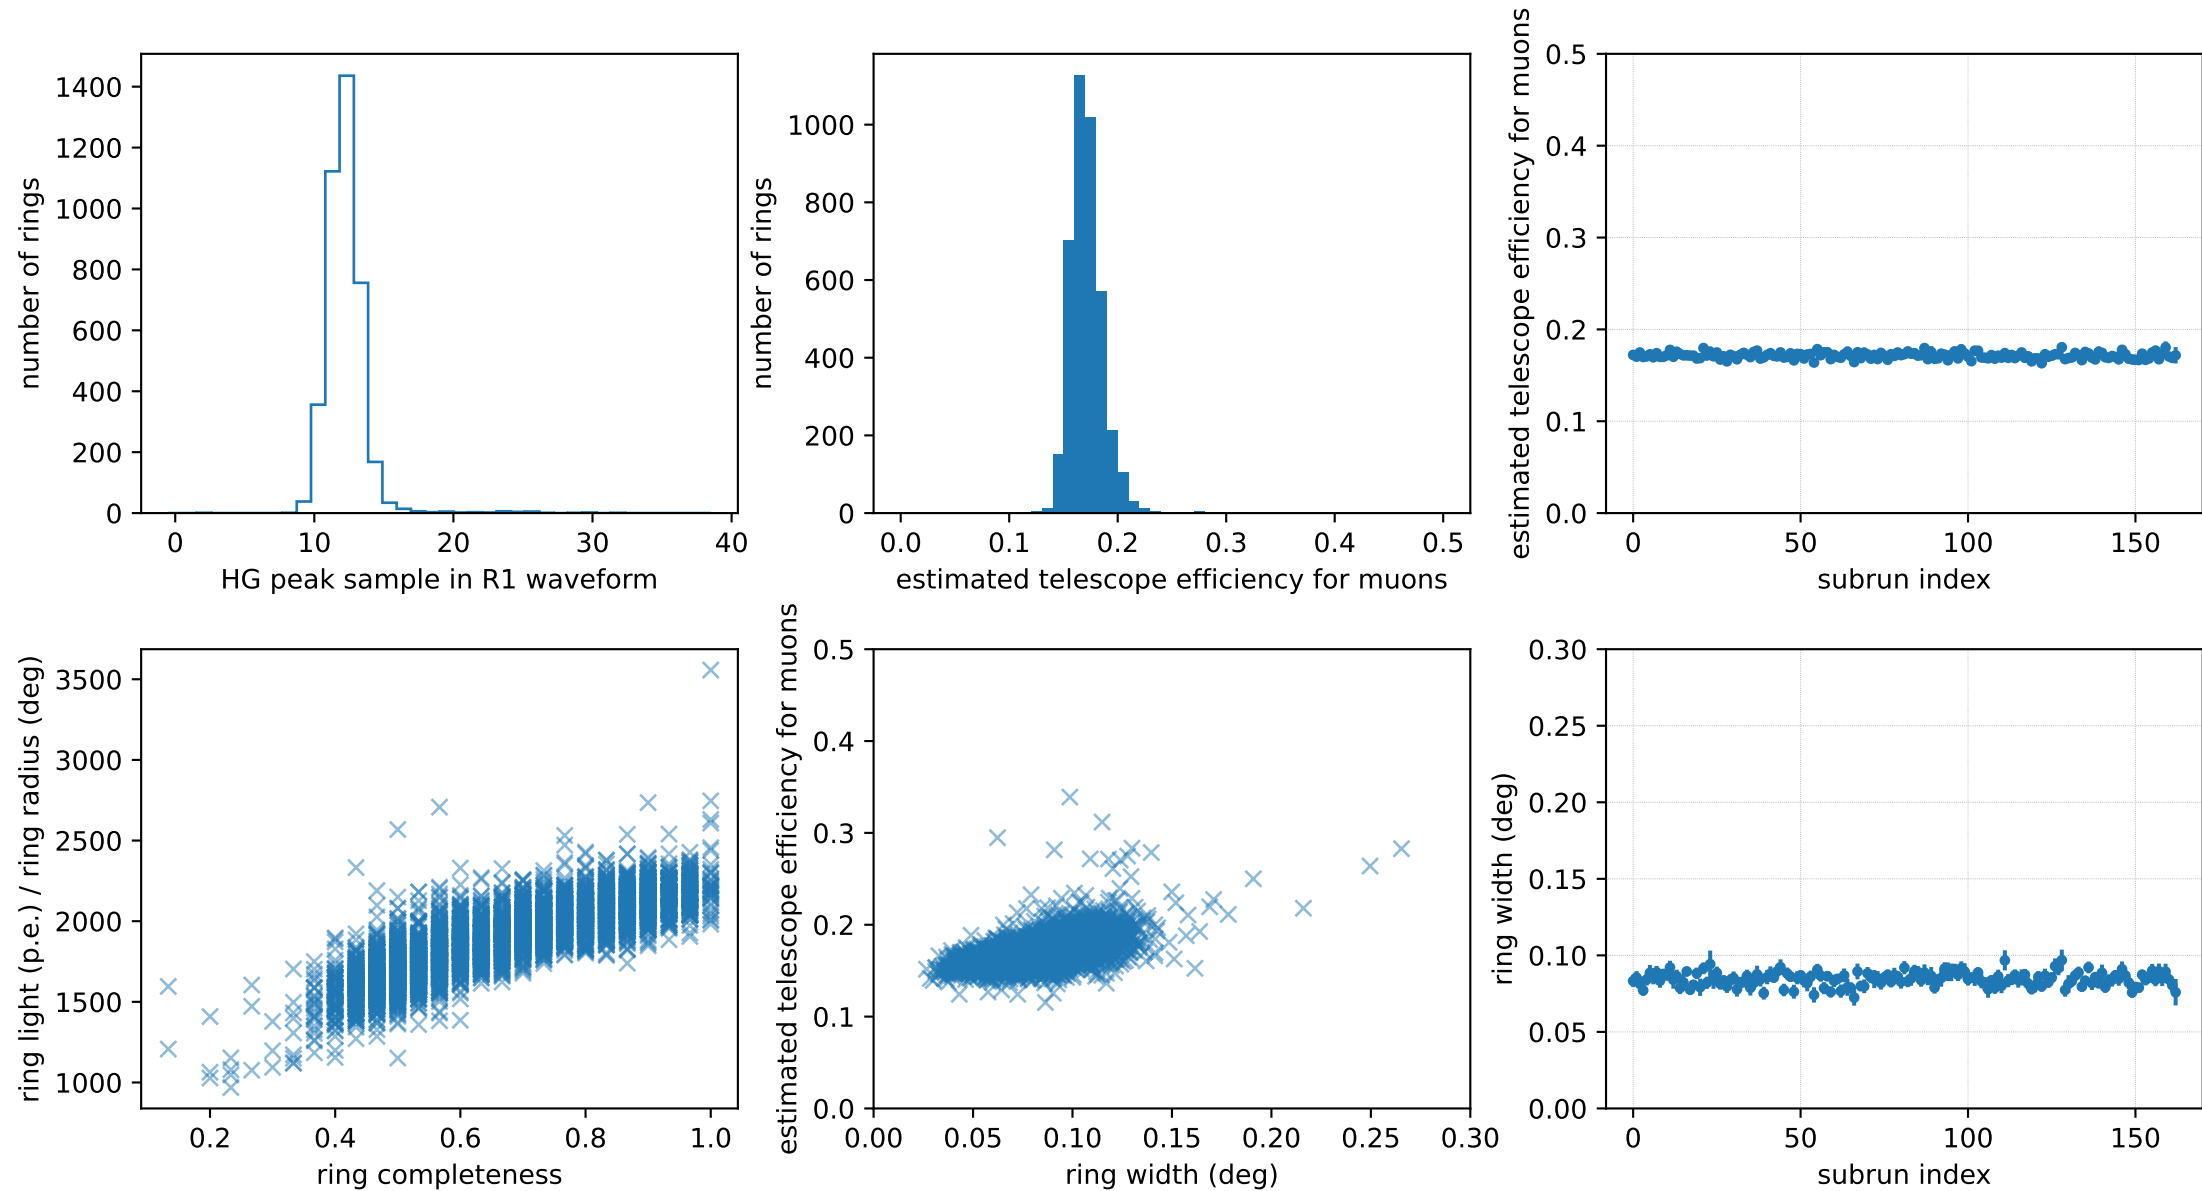 1400
1200
1000
800
600
400
200
0
number of rings
0 10 20 30 40
HG peak sample in R1 waveform
1000
800
600
400
200
0
number of rings
0.0 0.1 0.2 0.3 0.4 0.5
estimated telescope efficiency for muons
0.5
0.4
0.3
0.2
0.1
0.0
estimated telescope efficiency for muons
0 50 100 150
subrun index
3500
3000
2500
2000
1500
1000
ring light (p.e.) / ring radius (deg)
0.2 0.4 0.6 0.8 1.0
ring completeness
0.5
0.4
0.3
0.2
0.1
0.0
estimated telescope efficiency for muons
0.00 0.05 0.10 0.15 0.20 0.25 0.30
ring width (deg)
0.30
0.25
0.20
0.15
0.10
0.05
0.00
ring width (deg)
0 50 100 150
subrun index